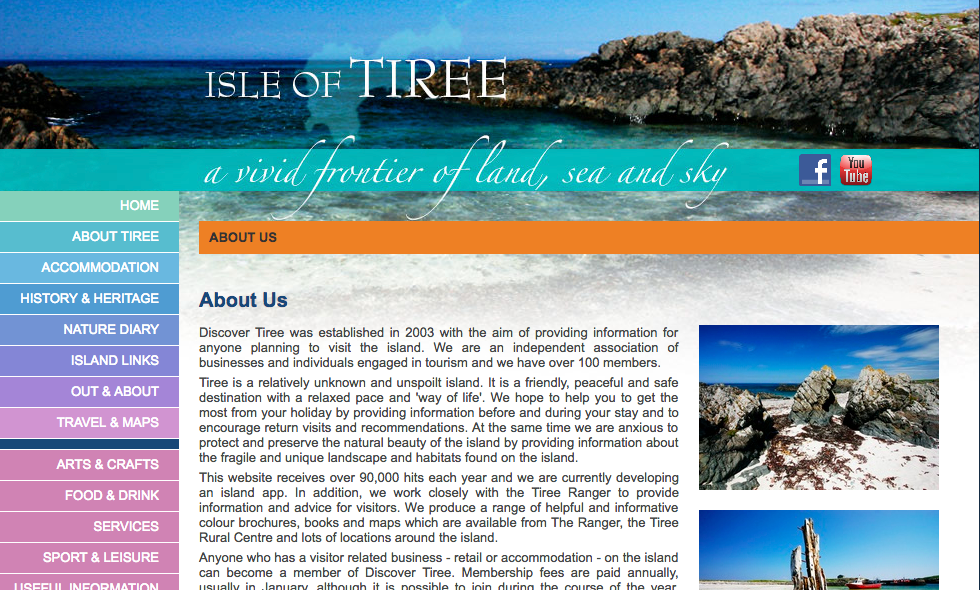 ISLE OF TIREE
a vivid frontier of land, sea and sky
f
You
Tube
HOME
ABOUT TIREE
ACCOMMODATION
HISTORY & HERITAGE
NATURE DIARY
ISLAND LINKS
OUT & ABOUT
TRAVEL & MAPS
ARTS & CRAFTS
FOOD & DRINK
SERVICES
SPORT & LEISURE
USEFUL INFORMATION
ABOUT US
About Us
Discover Tiree was established in 2003 with the aim of providing information for
anyone planning to visit the island. We are an independent association of
businesses and individuals engaged in tourism and we have over 100 members.
Tiree is a relatively unknown and unspoilt island. It is a friendly, peaceful and safe
destination with a relaxed pace and 'way of life'. We hope to help you to get the
most from your holiday by providing information before and during your stay and to
encourage return visits and recommendations. At the same time we are anxious to
protect and preserve the natural beauty of the island by providing information about
the fragile and unique landscape and habitats found on the island.
This website receives over 90,000 hits each year and we are currently developing
an island app. In addition, we work closely with the Tiree Ranger to provide
information and advice for visitors. We produce a range of helpful and informative
colour brochures, books and maps which are available from The Ranger, the Tiree
Rural Centre and lots of locations around the island.
Anyone who has a visitor related business - retail or accommodation - on the island
can become a member of Discover Tiree. Membership fees are paid annually,
usually in January, although it is possible to join during the course of the year.